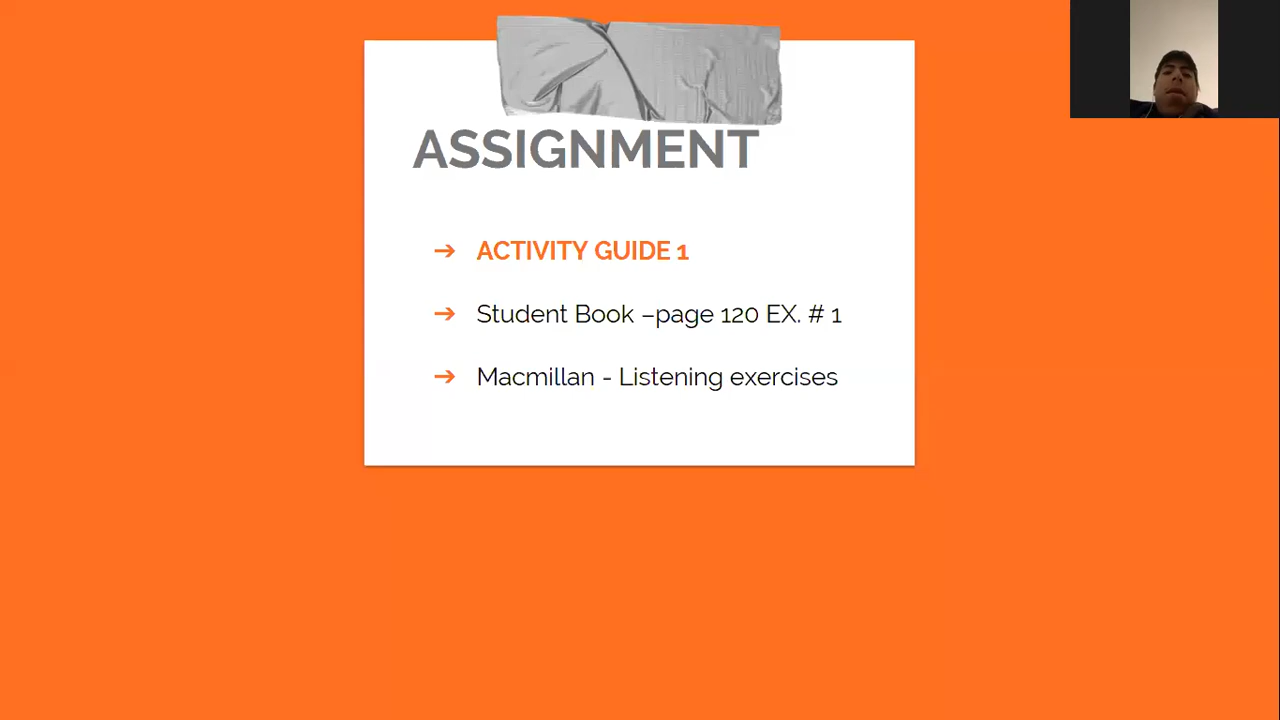 ASSIGNMENT
➔ ACTIVITY GUIDE 1
➔ Student Book –page 120 EX. # 1
➔ Macmillan - Listening exercises